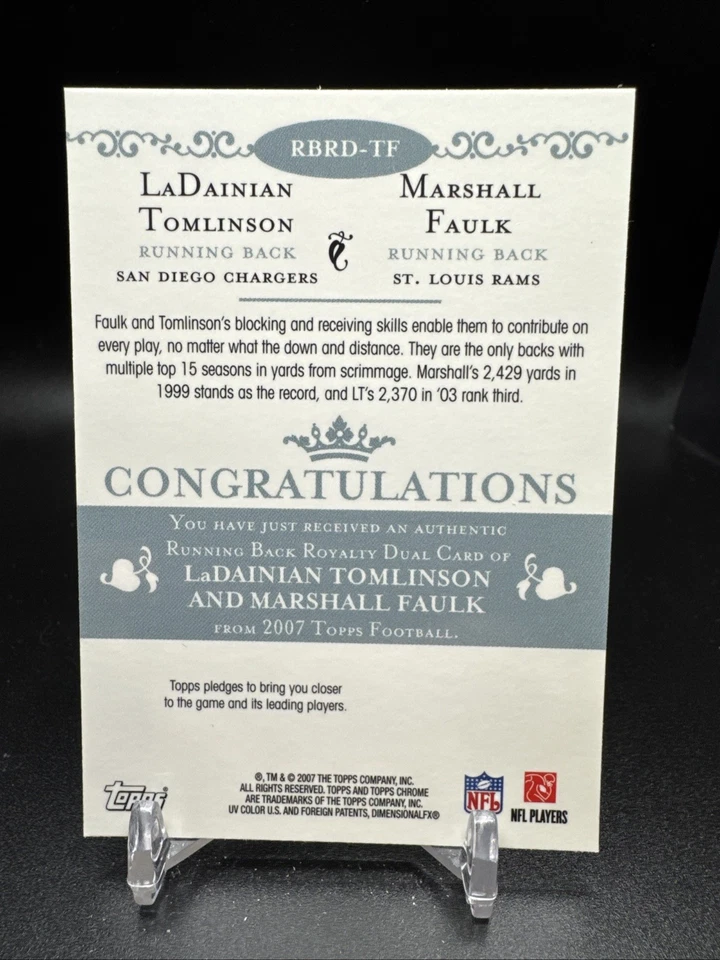 RBRD-TF
LaDainian Tomlinson
RUNNING BACK
SAN DIEGO CHARGERS
Marshall Faulk
RUNNING BACK
ST. LOUIS RAMS
Faulk and Tomlinson's blocking and receiving skills enable them to contribute on
every play, no matter what the down and distance. They are the only backs with
multiple top 15 seasons in yards from scrimmage. Marshall's 2,429 yards in
1999 stands as the record, and LT's 2,370 in '03 rank third.
CONGRATULATIONS
You have just received an authentic
Running Back Royalty Dual Card of
LaDAINIAN TOMLINSON
AND MARSHALL FAULK
from 2007 Topps Football.
Topps pledges to bring you closer
to the game and its leading players.
Topps
®, TM & © 2007 THE TOPPS COMPANY, INC.
ALL RIGHTS RESERVED. TOPPS AND TOPPS CHROME
ARE TRADEMARKS OF THE TOPPS COMPANY, INC.
UV COLOR U.S. AND FOREIGN PATENTS, DIMENSIONALFX®
NFL
NFL PLAYERS